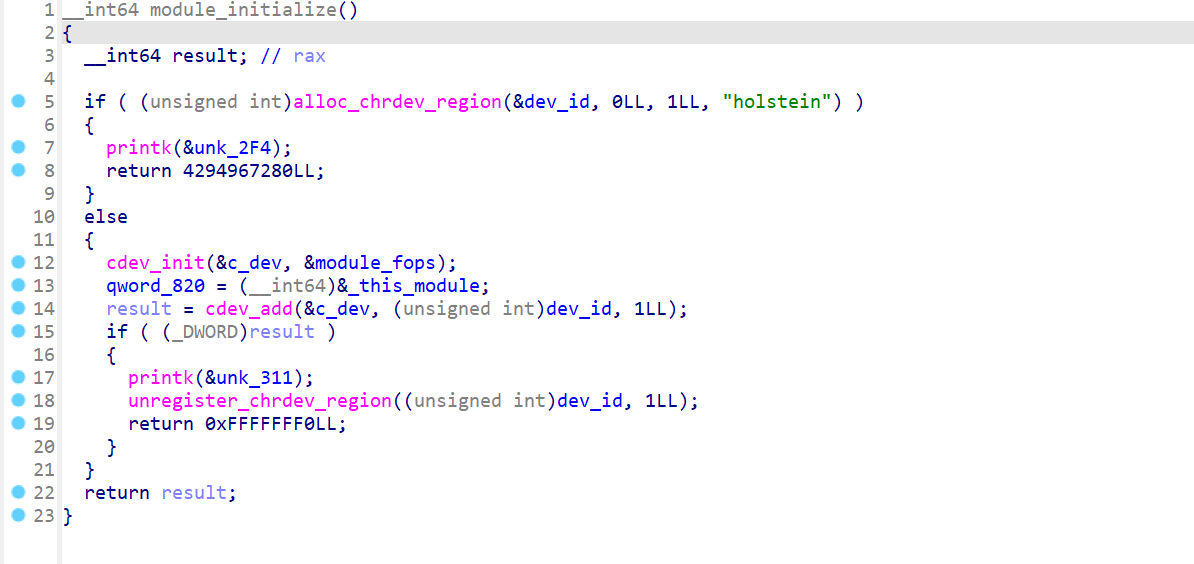 1 __int64 module_initialize()
2 {
3 __int64 result; // rax
4
5 if ( (unsigned int)alloc_chrdev_region(&dev_id, 0LL, 1LL, "holstein") )
6 {
7 printk(&unk_2F4);
8 return 4294967280LL;
9 }
10 else
11 {
12 cdev_init(&c_dev, &module_fops);
13 qword_820 = (__int64)&_this_module;
14 result = cdev_add(&c_dev, (unsigned int)dev_id, 1LL);
15 if ( (_DWORD)result )
16 {
17 printk(&unk_311);
18 unregister_chrdev_region((unsigned int)dev_id, 1LL);
19 return 0xFFFFFFF0LL;
20 }
21 }
22 return result;
23 }